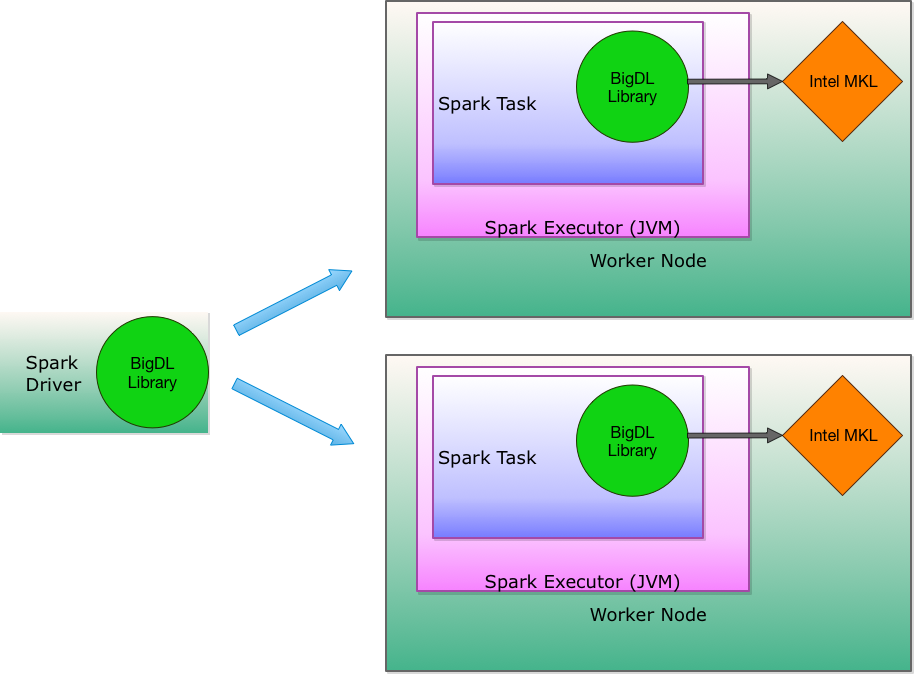 BigDL
Library
Intel MKL
Spark Task
Spark Executor (JVM)
Worker Node
Spark
Driver
BigDL
Library
BigDL
Library
Intel MKL
Spark Task
Spark Executor (JVM)
Worker Node